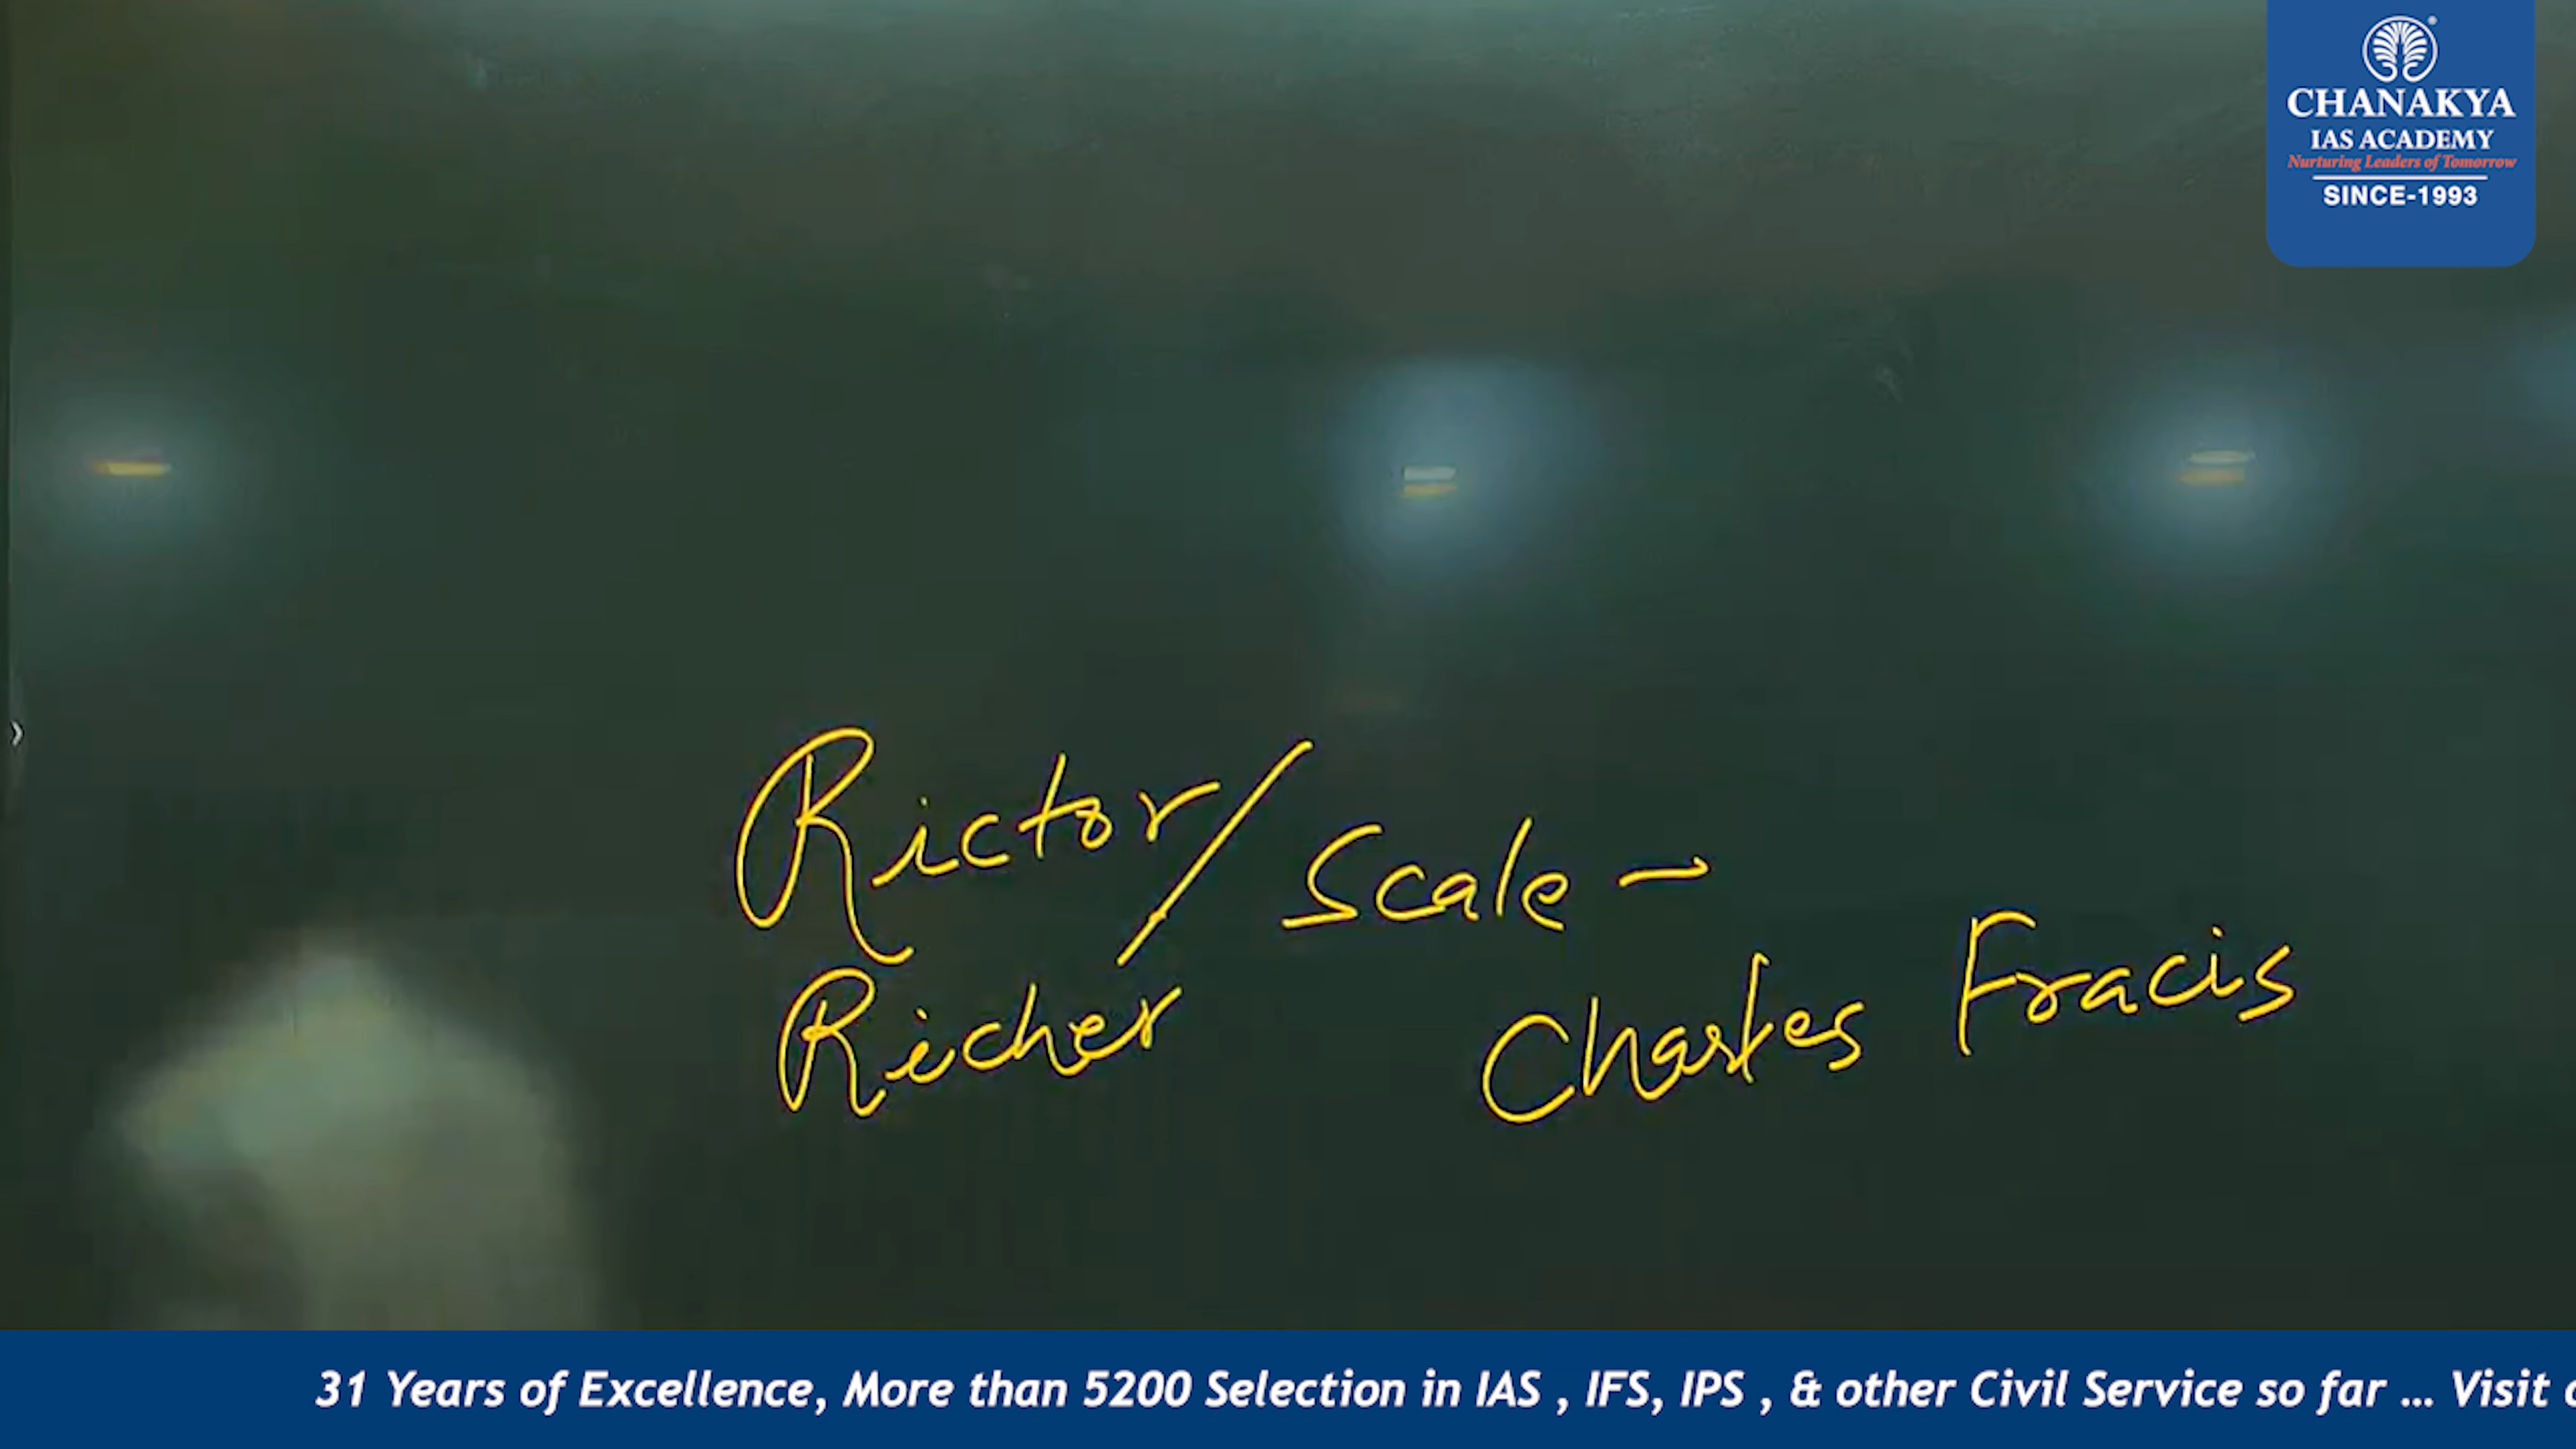 CHANAKYA
IAS ACADEMY
Nurturing Leaders of Tomorrow
SINCE-1993
Rictor / Scale →
Richer
Charles Fracis
31 Years of Excellence, More than 5200 Selection in IAS , IFS, IPS , & other Civil Service so far ... Visit